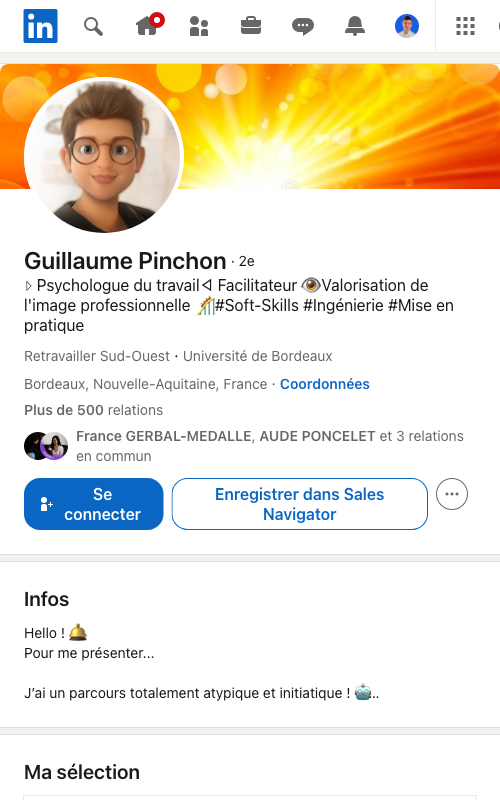 in
Guillaume Pinchon · 2e
Psychologue du travail Facilitateur 👁Valorisation de
l'image professionnelle 🎢#Soft-Skills #Ingénierie #Mise en
pratique
Retravailler Sud-Ouest · Université de Bordeaux
Bordeaux, Nouvelle-Aquitaine, France · Coordonnées
Plus de 500 relations
France GERBAL-MEDALLE, AUDE PONCELET et 3 relations
en commun
Se
connecter
Enregistrer dans Sales
Navigator
Infos
Hello ! 🛎
Pour me présenter...
J'ai un parcours totalement atypique et initiatique ! 🤖..
Ma sélection